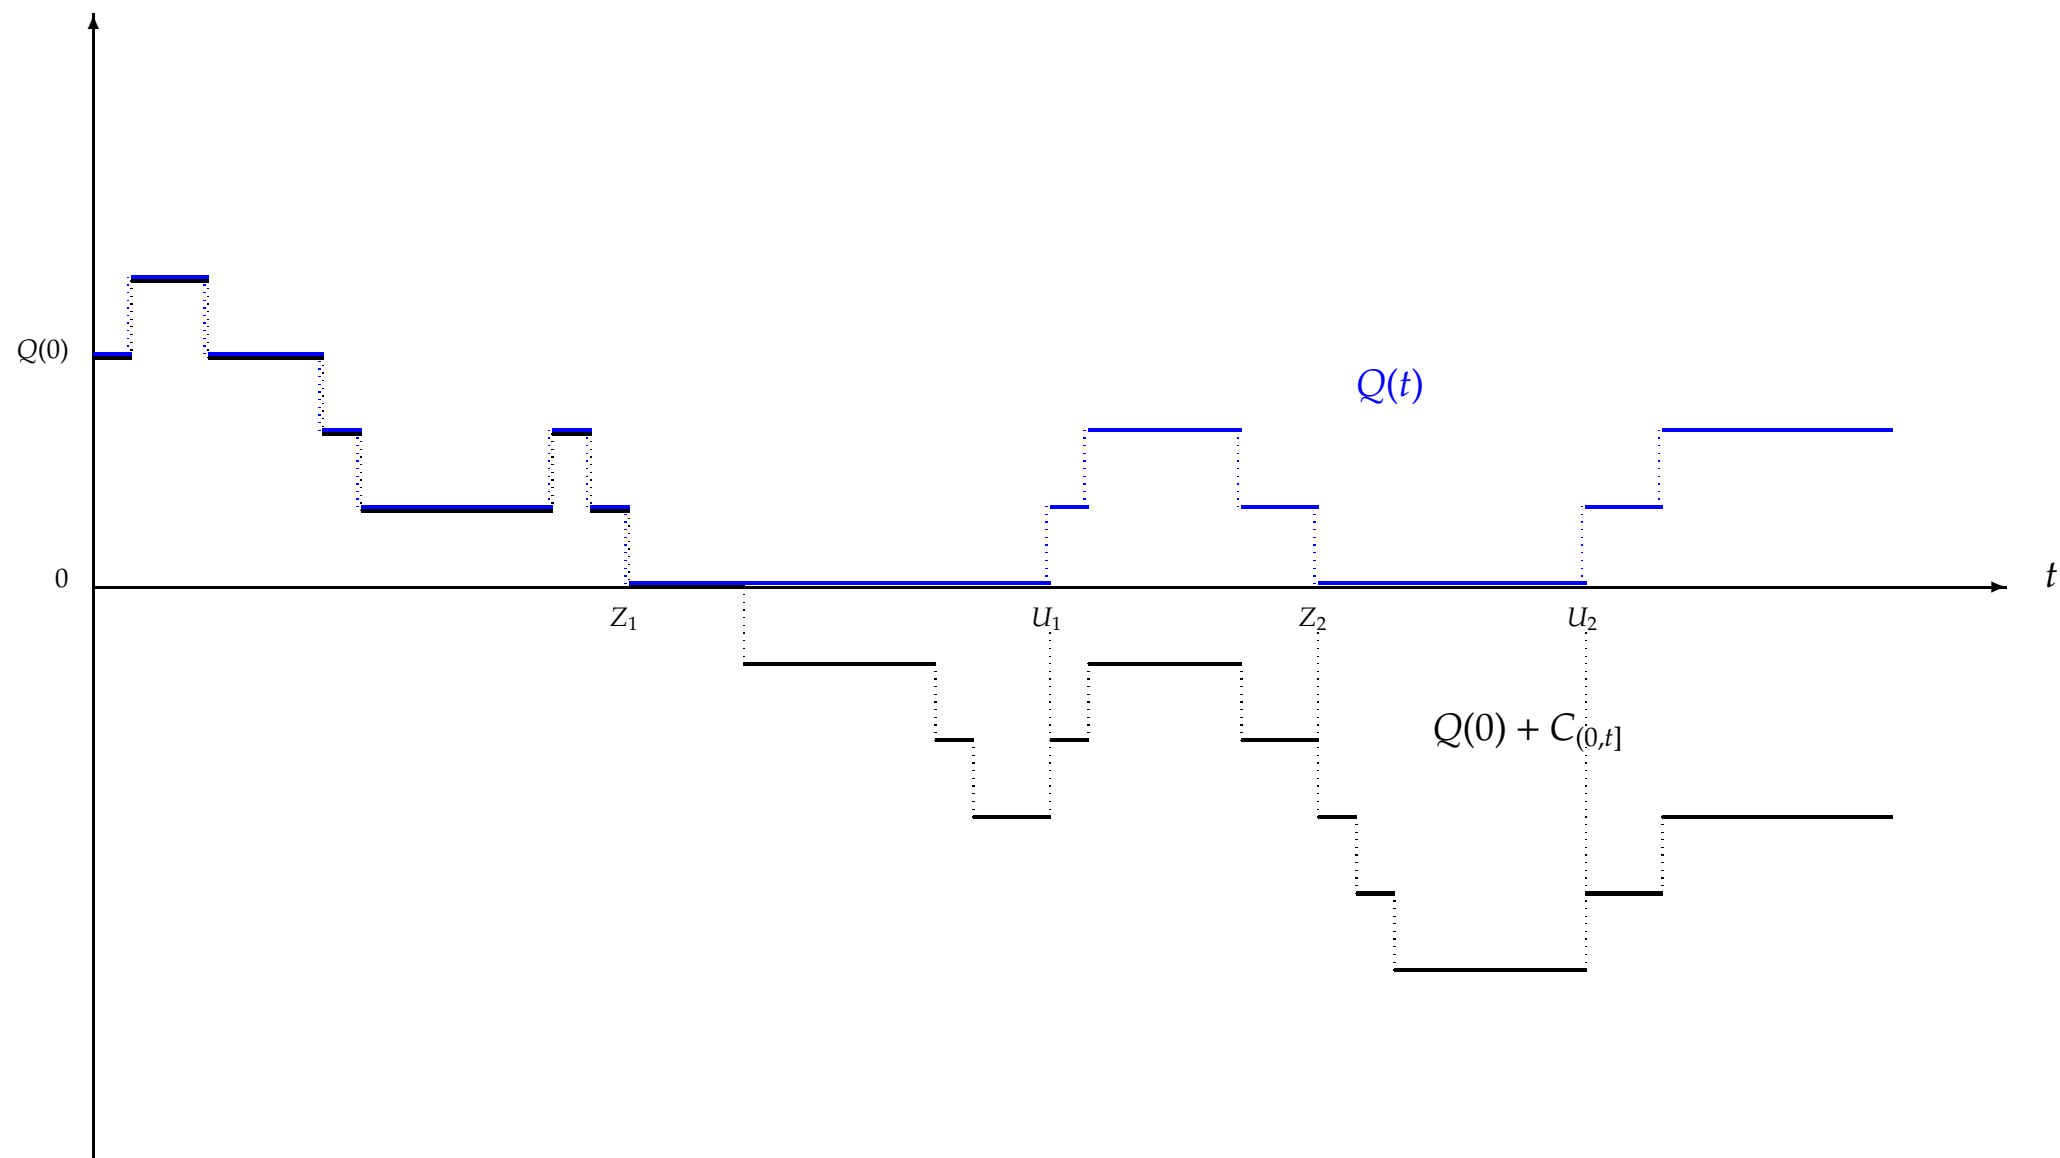 Q(0)
Q(t)
0
t
Z₁
U₁
Z₂
U₂
Q(0) + C₍₀,ₜ]